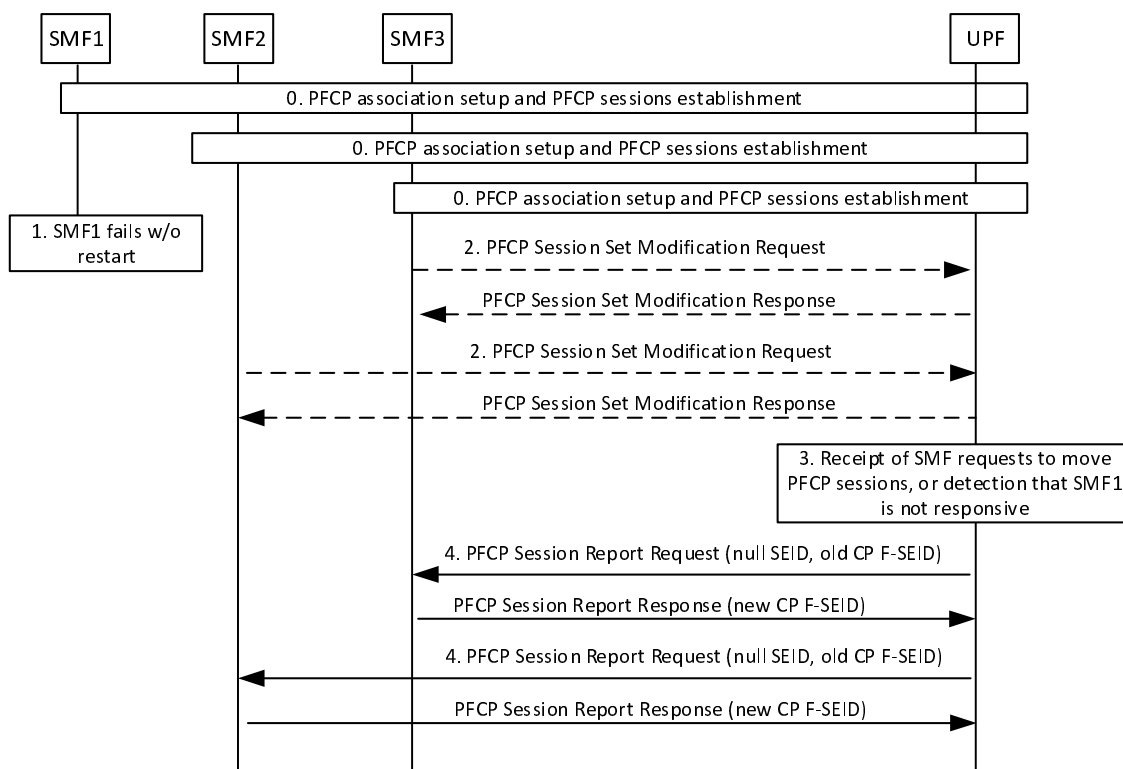 SMF1 SMF2 SMF3 UPF
0. PFCP association setup and PFCP sessions establishment
0. PFCP association setup and PFCP sessions establishment
0. PFCP association setup and PFCP sessions establishment
1. SMF1 fails w/o
restart
2. PFCP Session Set Modification Request
PFCP Session Set Modification Response
2. PFCP Session Set Modification Request
PFCP Session Set Modification Response
3. Receipt of SMF requests to move
PFCP sessions, or detection that SMF1
is not responsive
4. PFCP Session Report Request (null SEID, old CP F-SEID)
PFCP Session Report Response (new CP F-SEID)
4. PFCP Session Report Request (null SEID, old CP F-SEID)
PFCP Session Report Response (new CP F-SEID)